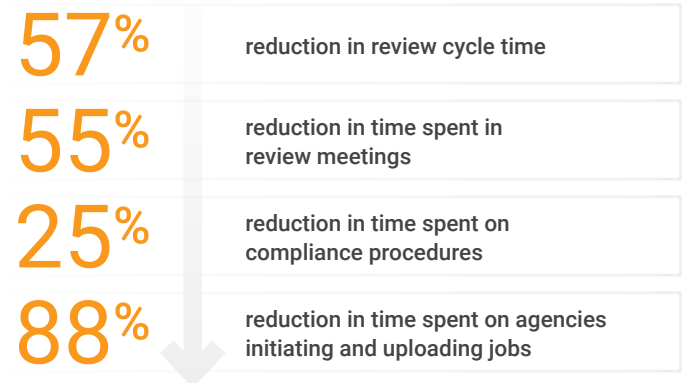 57%
reduction in review cycle time
55%
reduction in time spent in
review meetings
25%
reduction in time spent on
compliance procedures
88%
reduction in time spent on agencies
initiating and uploading jobs